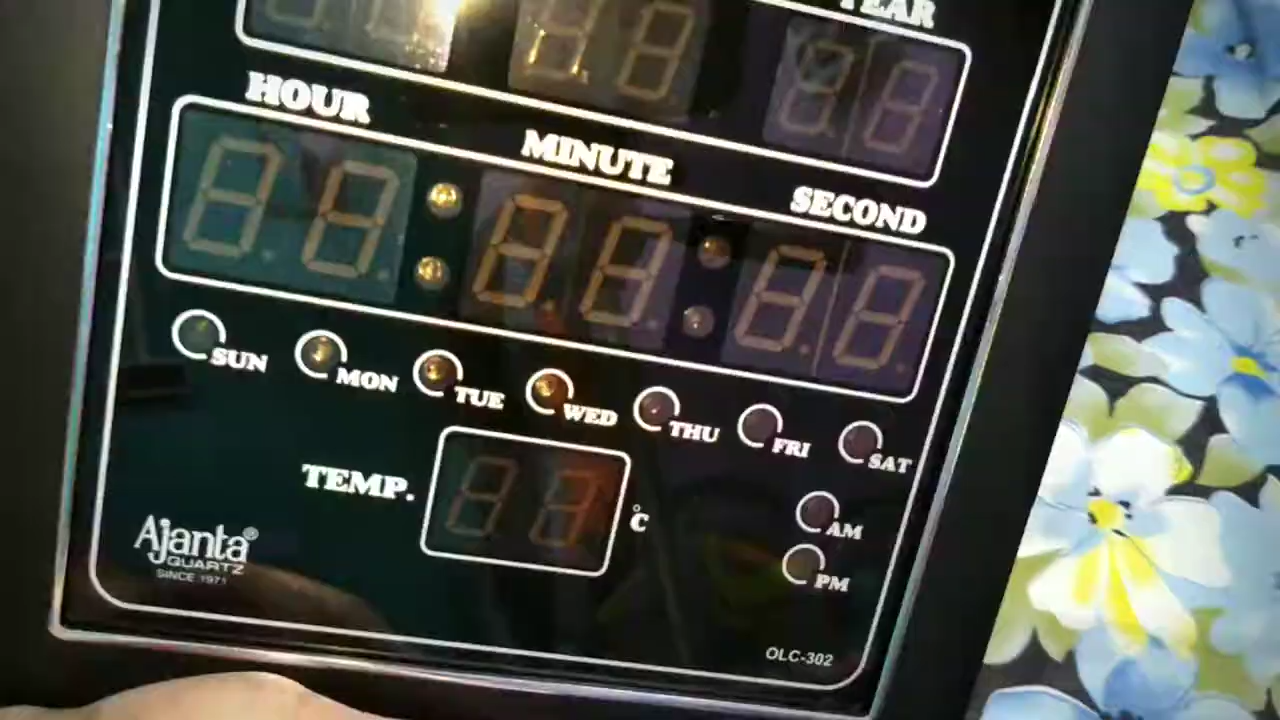 YEAR
HOUR
MINUTE
SECOND
SUN MON TUE WED THU FRI SAT
TEMP. °C
AM
PM
Ajanta®
QUARTZ
SINCE 1971
OLC-302